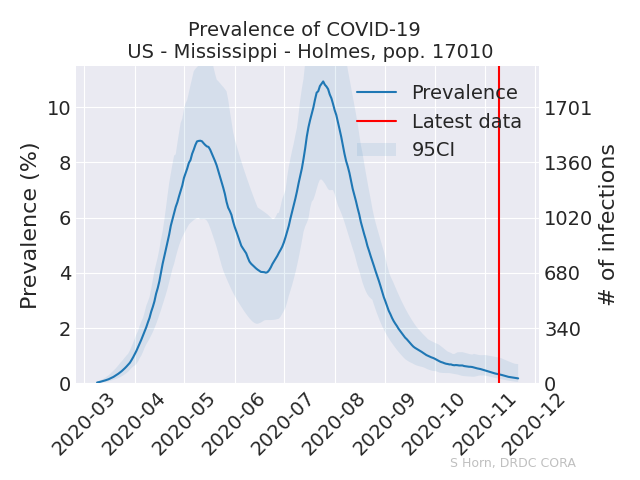 Prevalence of COVID-19
US - Mississippi - Holmes, pop. 17010
Prevalence (%)
10
8
6
4
2
0
Prevalence
Latest data
95CI
1701
1360
1020
680
340
0
# of infections
2020-03
2020-04
2020-05
2020-06
2020-07
2020-08
2020-09
2020-10
2020-11
2020-12
S Horn, DRDC CORA